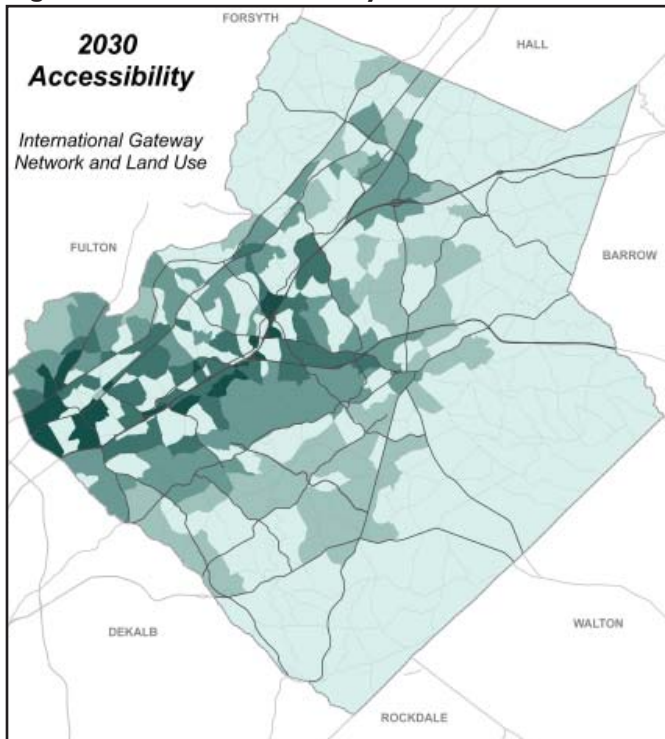 FORSYTH
HALL
2030
Accessibility
International Gateway
Network and Land Use
FULTON
BARROW
DEKALB
WALTON
ROCKDALE